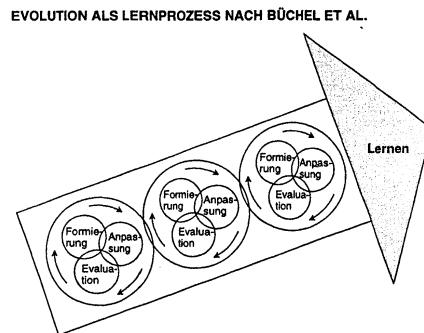 EVOLUTION ALS LERNPROZESS NACH BÜCHEL ET AL.
Formie-
rung
Anpas-
sung
Evalua-
tion
Formie-
rung
Anpas-
sung
Evalua-
tion
Formie-
rung
Anpas-
sung
Evalua-
tion
Lernen